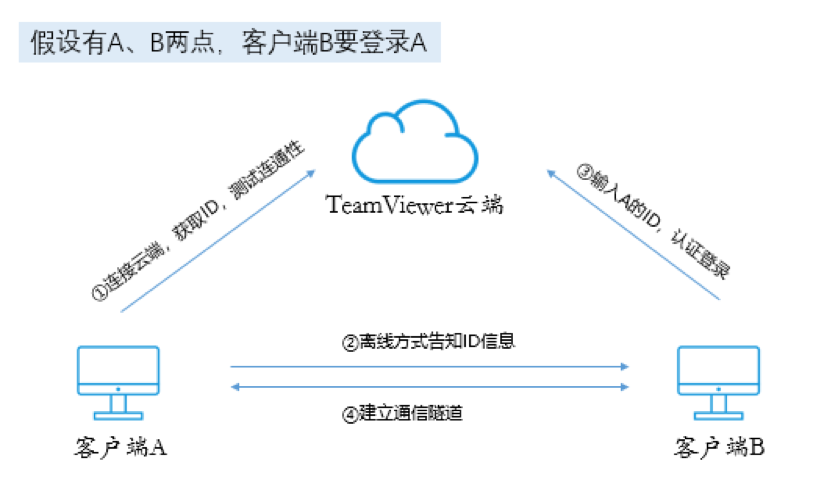 假设有A、B两点，客户端B要登录A
①连接云端，获取ID，测试连通性
③输入A的ID，认证登录
TeamViewer云端
②离线方式告知ID信息
④建立通信隧道
客户端A
客户端B